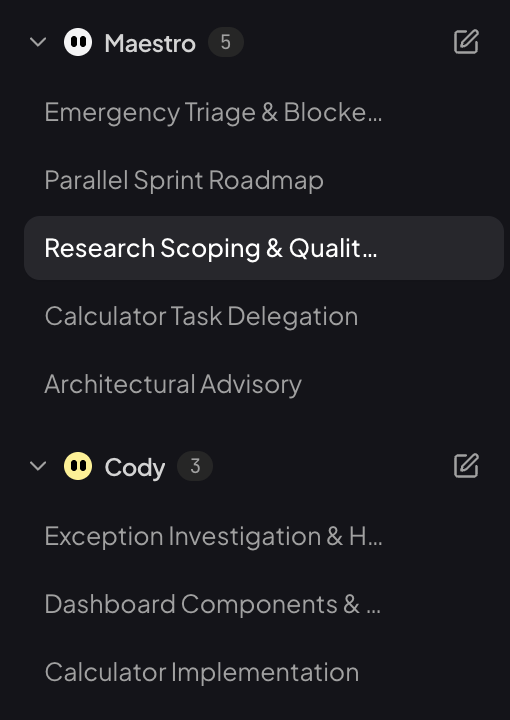 Maestro 5
Emergency Triage & Blocke...
Parallel Sprint Roadmap
Research Scoping & Qualit...
Calculator Task Delegation
Architectural Advisory
Cody 3
Exception Investigation & H...
Dashboard Components & ...
Calculator Implementation